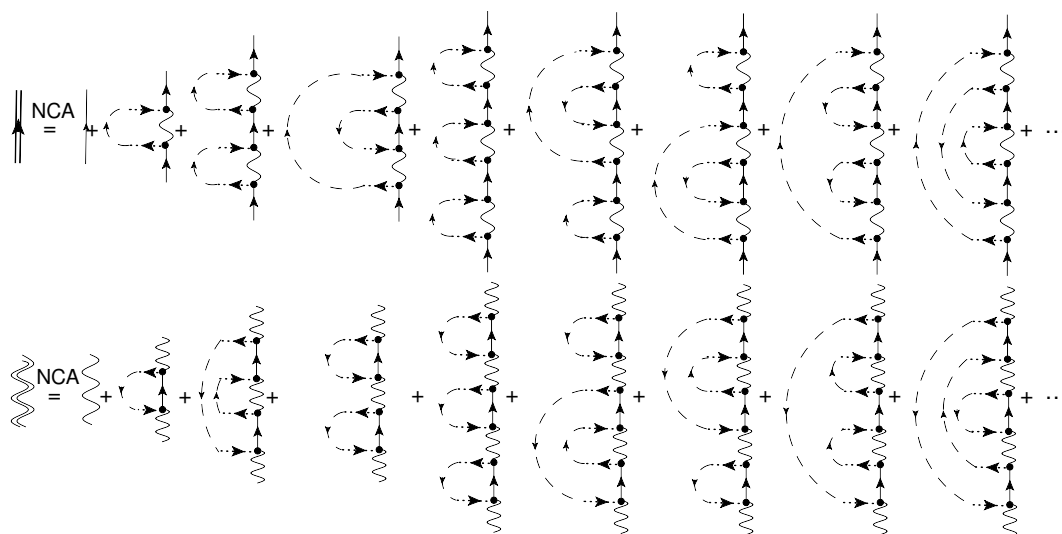 NCA
= + + + + + + + + + ··
NCA
= + + + + + + + + ··